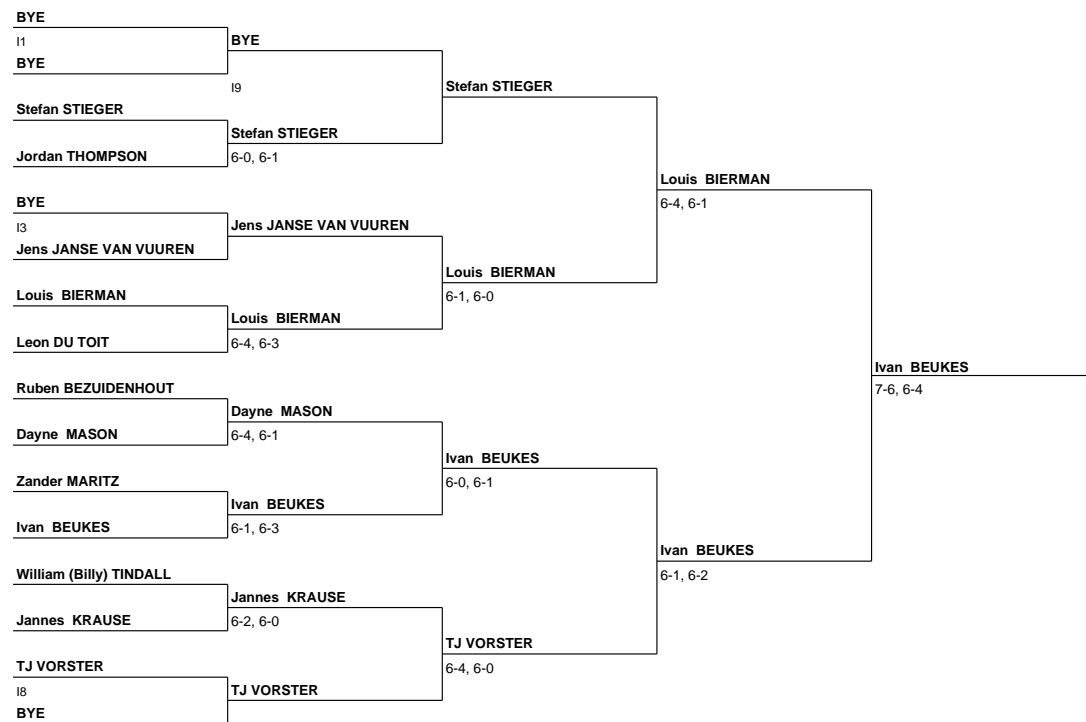 BYE
I1
BYE
BYE
I9
Stefan STIEGER
Stefan STIEGER
Stefan STIEGER
6-0, 6-1
Jordan THOMPSON
Louis BIERMAN
6-4, 6-1
BYE
I3
Jens JANSE VAN VUUREN
Jens JANSE VAN VUUREN
Louis BIERMAN
6-1, 6-0
Louis BIERMAN
Louis BIERMAN
6-4, 6-3
Leon DU TOIT
Ivan BEUKES
7-6, 6-4
Ruben BEZUIDENHOUT
Dayne MASON
6-4, 6-1
Dayne MASON
Ivan BEUKES
6-0, 6-1
Zander MARITZ
Ivan BEUKES
6-1, 6-3
Ivan BEUKES
Ivan BEUKES
6-1, 6-2
William (Billy) TINDALL
Jannes KRAUSE
6-2, 6-0
Jannes KRAUSE
TJ VORSTER
6-4, 6-0
TJ VORSTER
I8
TJ VORSTER
BYE